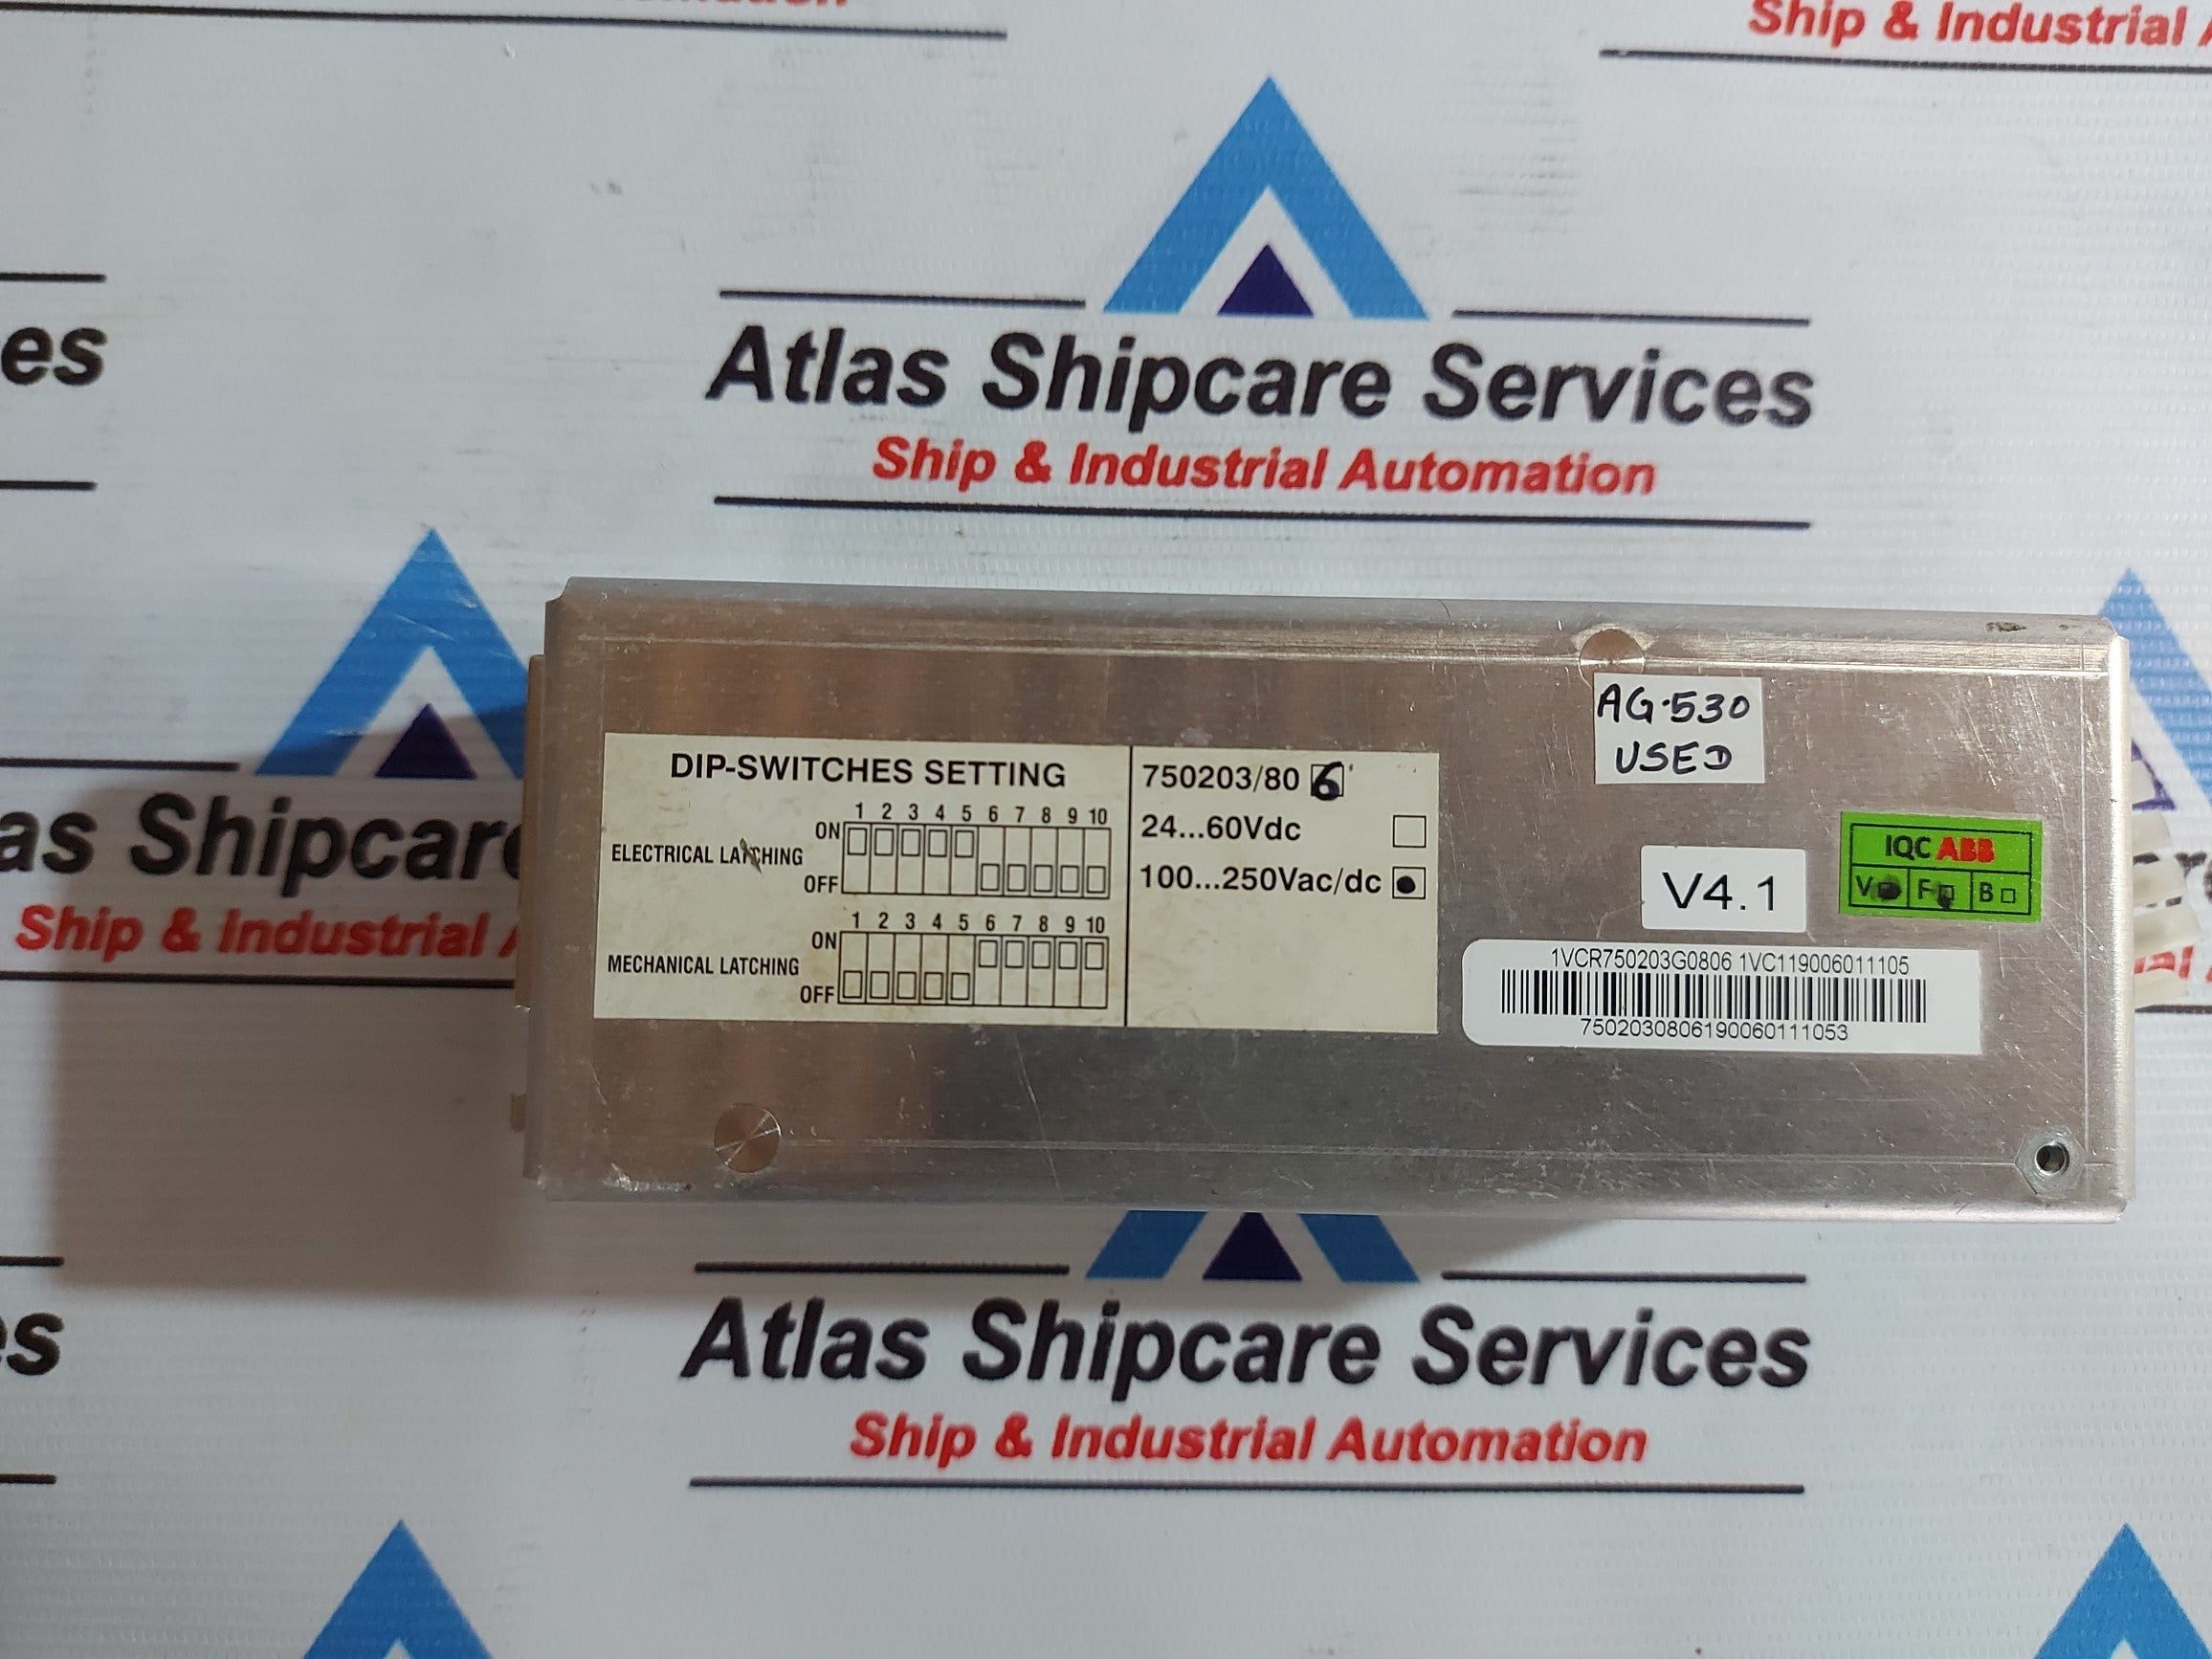 Ship & Industrial
Atlas Shipcare Services
Ship & Industrial Automation
es
as Shipcare
Ship & Industrial
DIP-SWITCHES SETTING
1 2 3 4 5 6 7 8 9 10
ON
ELECTRICAL LATCHING
OFF
1 2 3 4 5 6 7 8 9 10
ON
MECHANICAL LATCHING
OFF
750203/80 6
24...60Vdc
100...250Vac/dc
AG-530
USED
V4.1
IQC ABB
V F B
1VCR750203G0806 1VC119006011105
7502030806190060111053
Atlas Shipcare Services
Ship & Industrial Automation